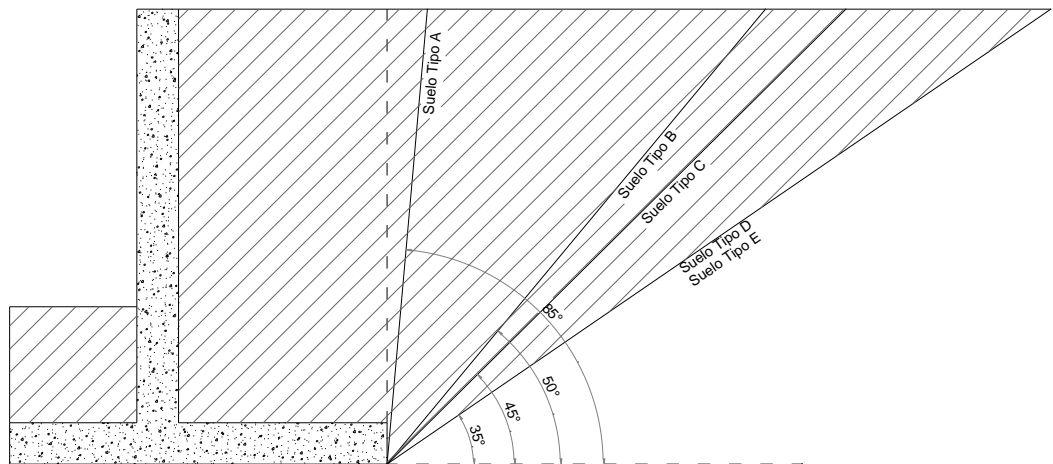 Suelo Tipo A
Suelo Tipo B
Suelo Tipo C
Suelo Tipo D
Suelo Tipo E
85°
50°
45°
35°